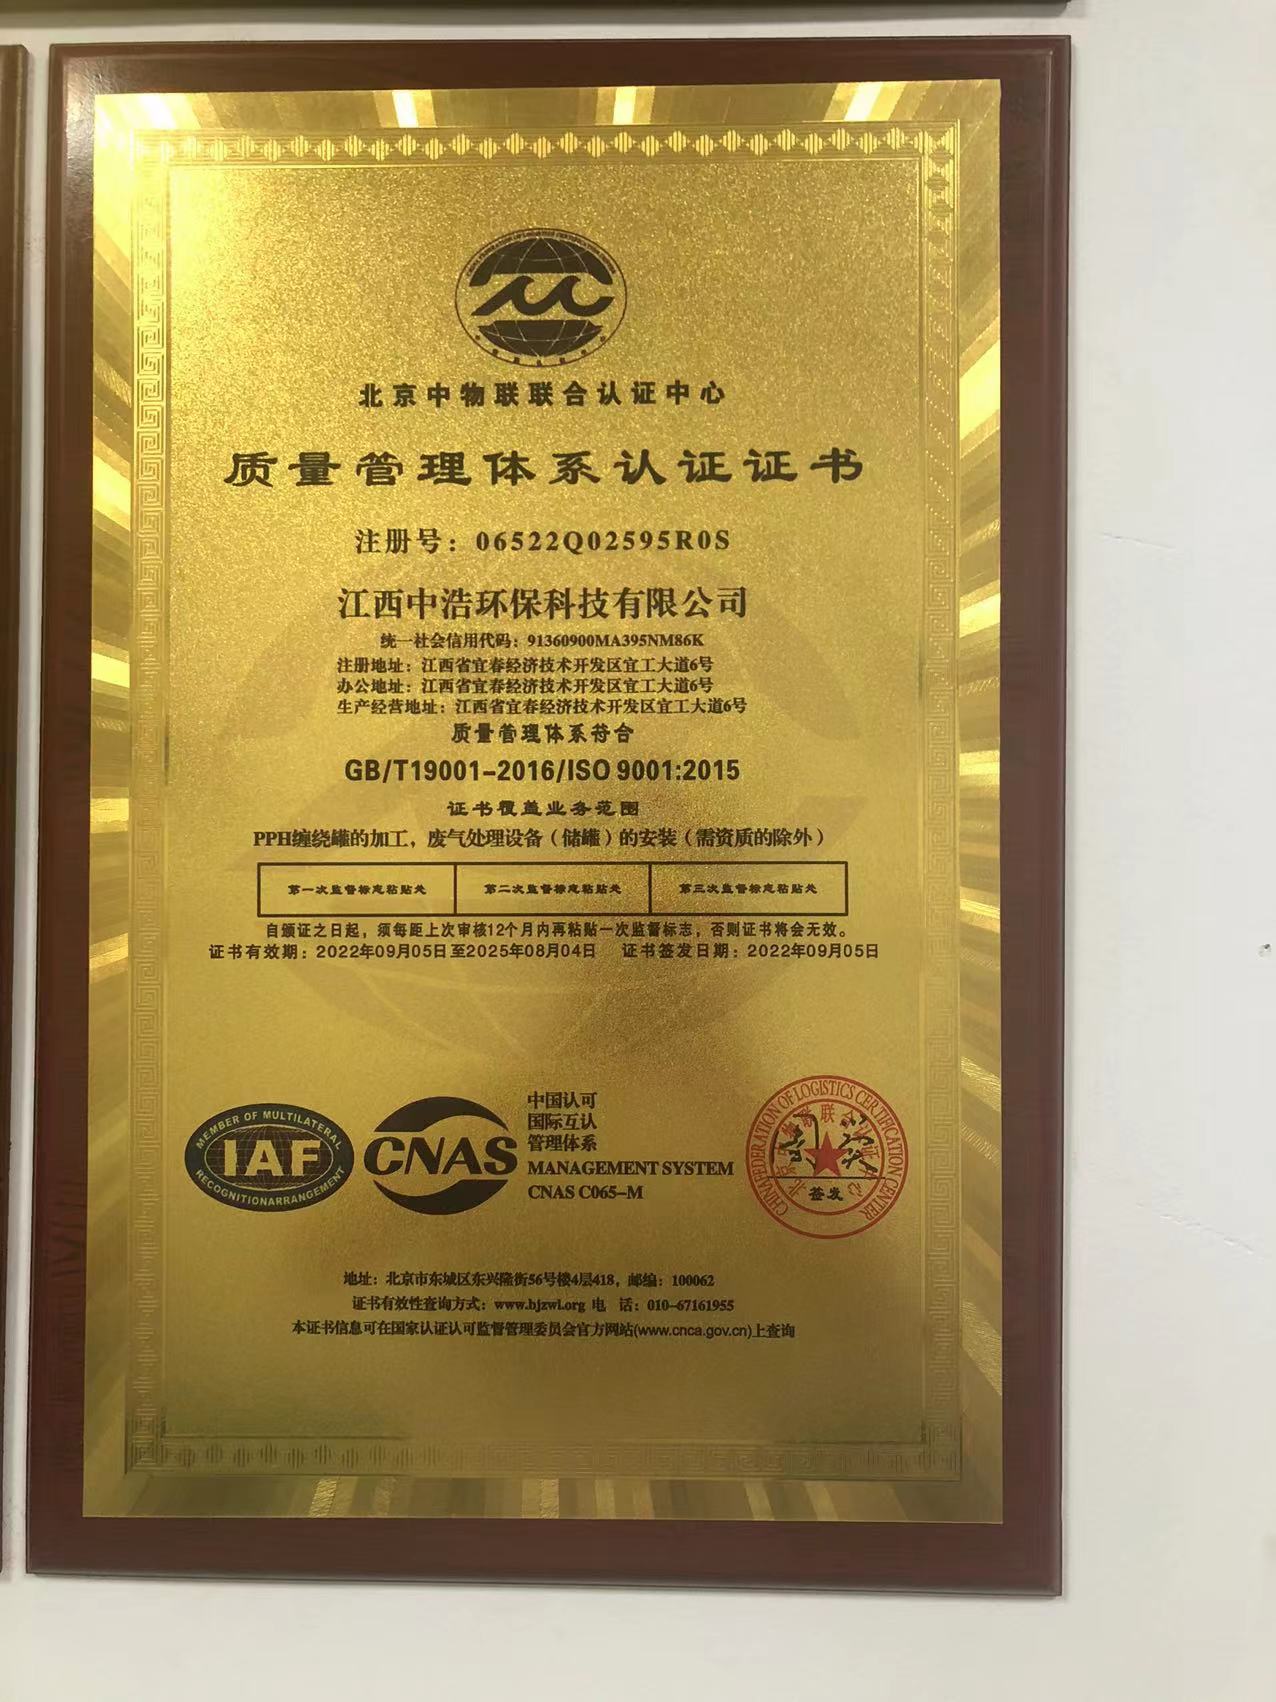 北京中物联联合认证中心
质量管理体系认证证书
注册号：06522Q02595R0S
江西中浩环保科技有限公司
统一社会信用代码：91360900MA395NM86K
注册地址：江西省宜春经济技术开发区宜工大道6号
办公地址：江西省宜春经济技术开发区宜工大道6号
生产经营地址：江西省宜春经济技术开发区宜工大道6号
质量管理体系符合
GB/T19001-2016/ISO 9001:2015
证书覆盖业务范围
PPH缠绕罐的加工，废气处理设备（储罐）的安装（需资质的除外）
第一次监督标志粘贴处 第二次监督标志粘贴处 第三次监督标志粘贴处
自颁证之日起，须每距上次审核12个月内再粘贴一次监督标志，否则证书将会无效。
证书有效期：2022年09月05日至2025年08月04日 证书签发日期：2022年09月05日
MEMBER OF MULTILATERAL
IAF
RECOGNITIONARRANGEMENT
CNAS
中国认可
国际互认
管理体系
MANAGEMENT SYSTEM
CNAS C065-M
CHINA FEDERATION OF LOGISTICS CERTIFICATION CENTER
北京中物联联合认证中心
签发
地址：北京市东城区东兴隆街56号楼4层418，邮编：100062
证书有效性查询方式：www.bjzwl.org 电 话：010-67161955
本证书信息可在国家认证认可监督管理委员会官方网站(www.cnca.gov.cn)上查询